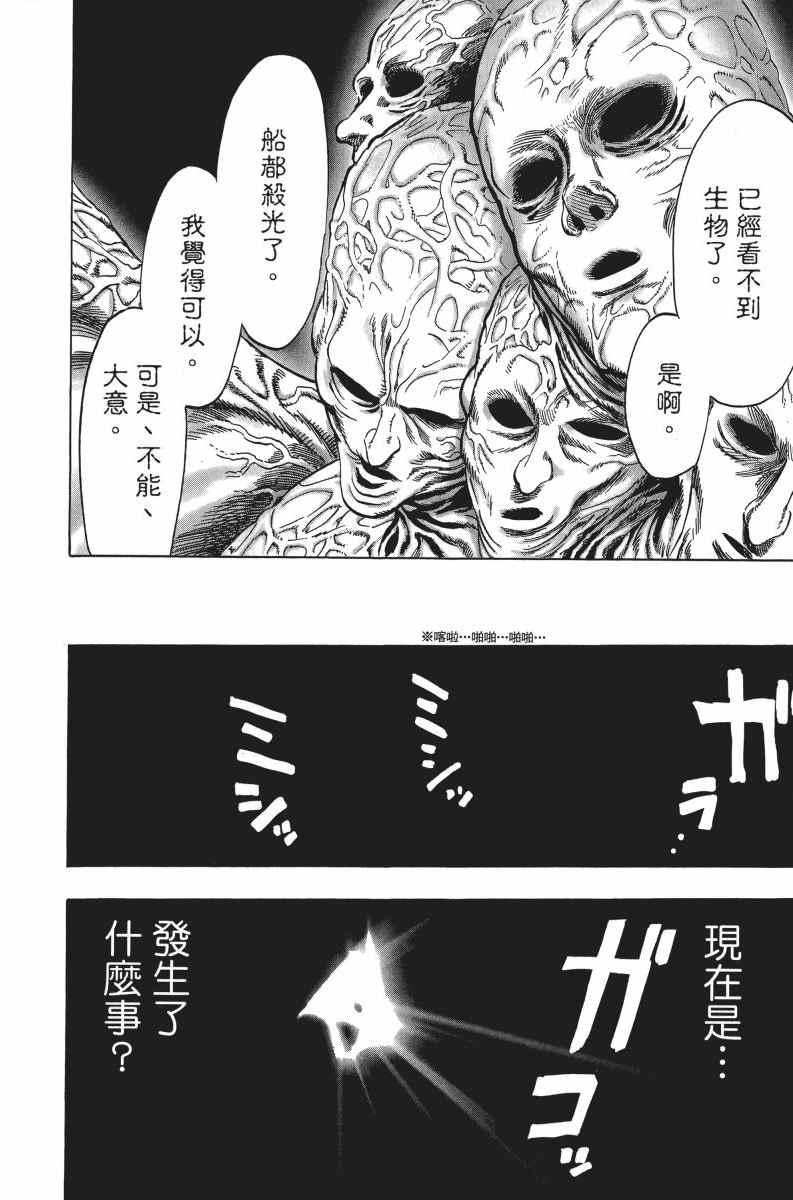 已經看不到
生物了。
是啊。
船都殺光了。
我覺得可以。
可是、不能、
大意。
※喀啦…啪啪…啪啪…
ガラ…
ミシッ
ミシッ
現在是…
ガコッ
發生了
什麼事？